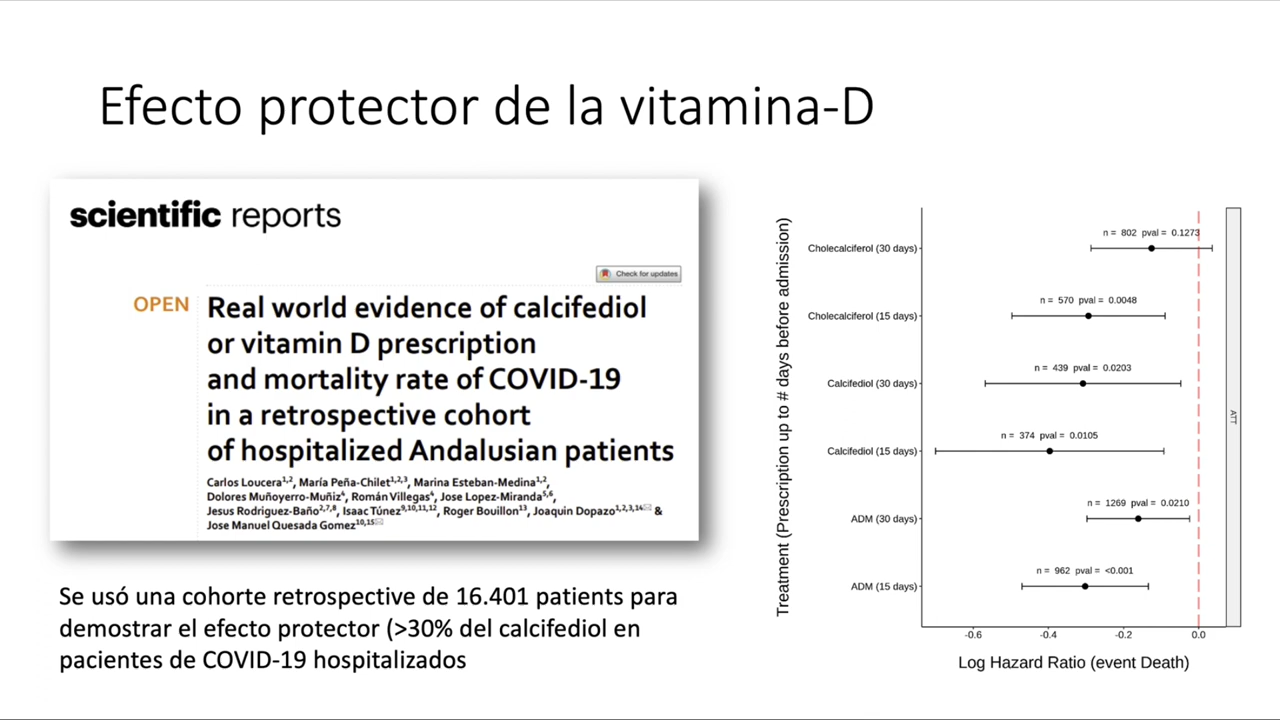 Efecto protector de la vitamina-D
scientific reports
Check for updates
OPEN
Real world evidence of calcifediol
or vitamin D prescription
and mortality rate of COVID-19
in a retrospective cohort
of hospitalized Andalusian patients
Carlos Loucera1,2, María Peña-Chilet1,2,3, Marina Esteban-Medina1,2,
Dolores Muñoyerro-Muñiz4, Román Villegas4, Jose Lopez-Miranda5,6,
Jesus Rodriguez-Baño2,7,8, Isaac Túnez9,10,11,12, Roger Bouillon13, Joaquin Dopazo1,2,3,14 &
Jose Manuel Quesada Gomez10,15
Se usó una cohorte retrospective de 16.401 patients para
demostrar el efecto protector (>30% del calcifediol en
pacientes de COVID-19 hospitalizados
Treatment (Prescription up to # days before admission)
Cholecalciferol (30 days)
n = 802 pval = 0.1273
Cholecalciferol (15 days)
n = 570 pval = 0.0048
Calcifediol (30 days)
n = 439 pval = 0.0203
Calcifediol (15 days)
n = 374 pval = 0.0105
ADM (30 days)
n = 1269 pval = 0.0210
ADM (15 days)
n = 962 pval = <0.001
ATT
-0.6 -0.4 -0.2 0.0
Log Hazard Ratio (event Death)